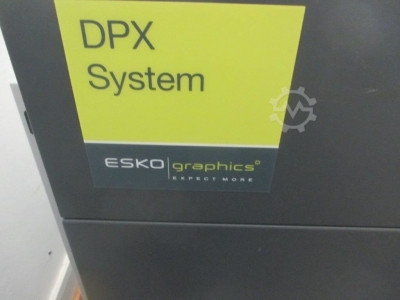 DPX
System
ESKO|graphics°
EXPECT MORE